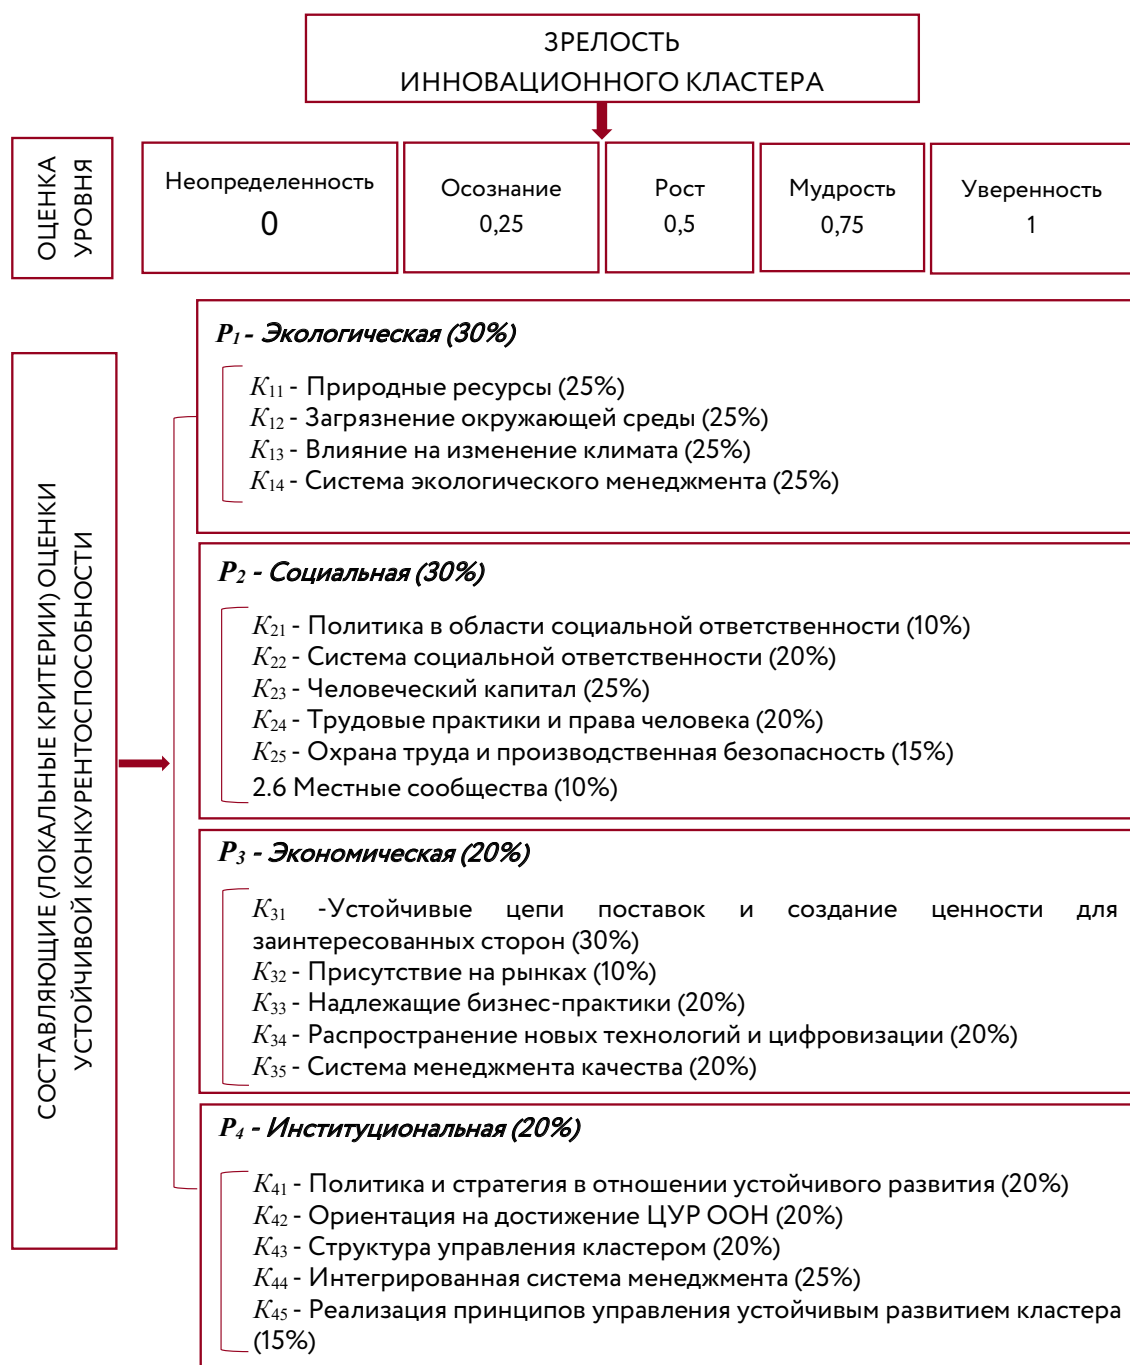 ЗРЕЛОСТЬ
ИННОВАЦИОННОГО КЛАСТЕРА
ОЦЕНКА
УРОВНЯ
Неопределенность
0
Осознание
0,25
Рост
0,5
Мудрость
0,75
Уверенность
1
СОСТАВЛЯЮЩИЕ (ЛОКАЛЬНЫЕ КРИТЕРИИ) ОЦЕНКИ
УСТОЙЧИВОЙ КОНКУРЕНТОСПОСОБНОСТИ
P1 - Экологическая (30%)
K11 - Природные ресурсы (25%)
K12 - Загрязнение окружающей среды (25%)
K13 - Влияние на изменение климата (25%)
K14 - Система экологического менеджмента (25%)
P2 - Социальная (30%)
K21 - Политика в области социальной ответственности (10%)
K22 - Система социальной ответственности (20%)
K23 - Человеческий капитал (25%)
K24 - Трудовые практики и права человека (20%)
K25 - Охрана труда и производственная безопасность (15%)
2.6 Местные сообщества (10%)
P3 - Экономическая (20%)
K31 -Устойчивые цепи поставок и создание ценности для
заинтересованных сторон (30%)
K32 - Присутствие на рынках (10%)
K33 - Надлежащие бизнес-практики (20%)
K34 - Распространение новых технологий и цифровизации (20%)
K35 - Система менеджмента качества (20%)
P4 - Институциональная (20%)
K41 - Политика и стратегия в отношении устойчивого развития (20%)
K42 - Ориентация на достижение ЦУР ООН (20%)
K43 - Структура управления кластером (20%)
K44 - Интегрированная система менеджмента (25%)
K45 - Реализация принципов управления устойчивым развитием кластера
(15%)